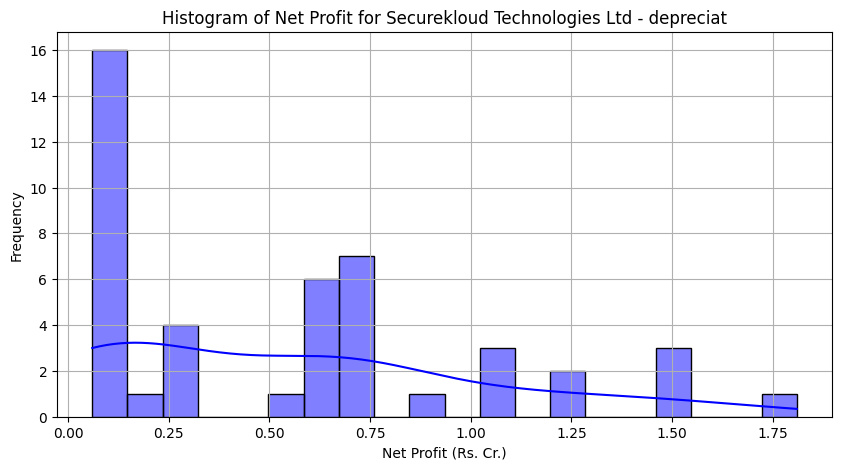 Histogram of Net Profit for Securekloud Technologies Ltd - depreciat
16
14
12
10
8
6
4
2
0
Frequency
0.00 0.25 0.50 0.75 1.00 1.25 1.50 1.75
Net Profit (Rs. Cr.)